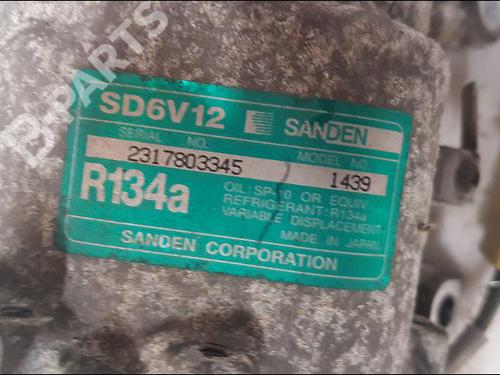 B-PARTS
SD6V12 SANDEN
SERIAL NO. MODEL NO.
2317803345 1439
R134a
OIL: SP-10 OR EQUIV.
REFRIGERANT: R134a
VARIABLE DISPLACEMENT
MADE IN JAPAN
SANDEN CORPORATION